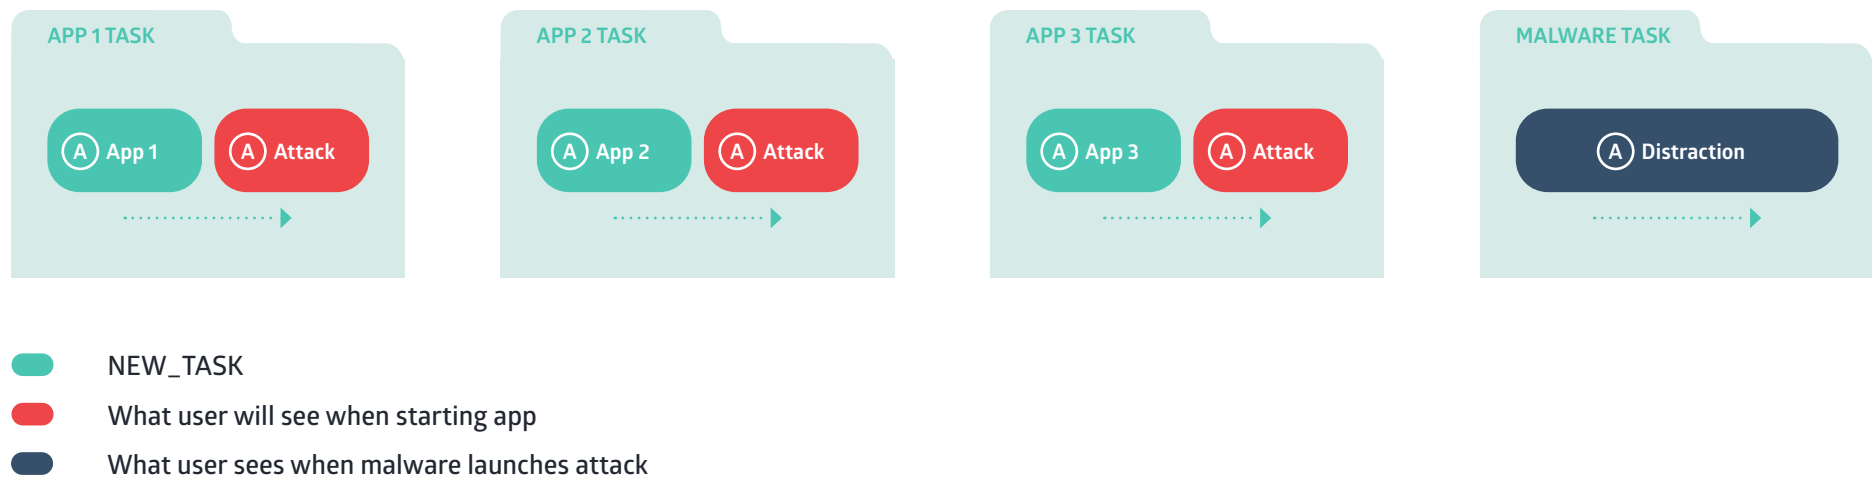 APP 1 TASK
APP 2 TASK
APP 3 TASK
MALWARE TASK
A App 1
A Attack
A App 2
A Attack
A App 3
A Attack
A Distraction
NEW_TASK
What user will see when starting app
What user sees when malware launches attack